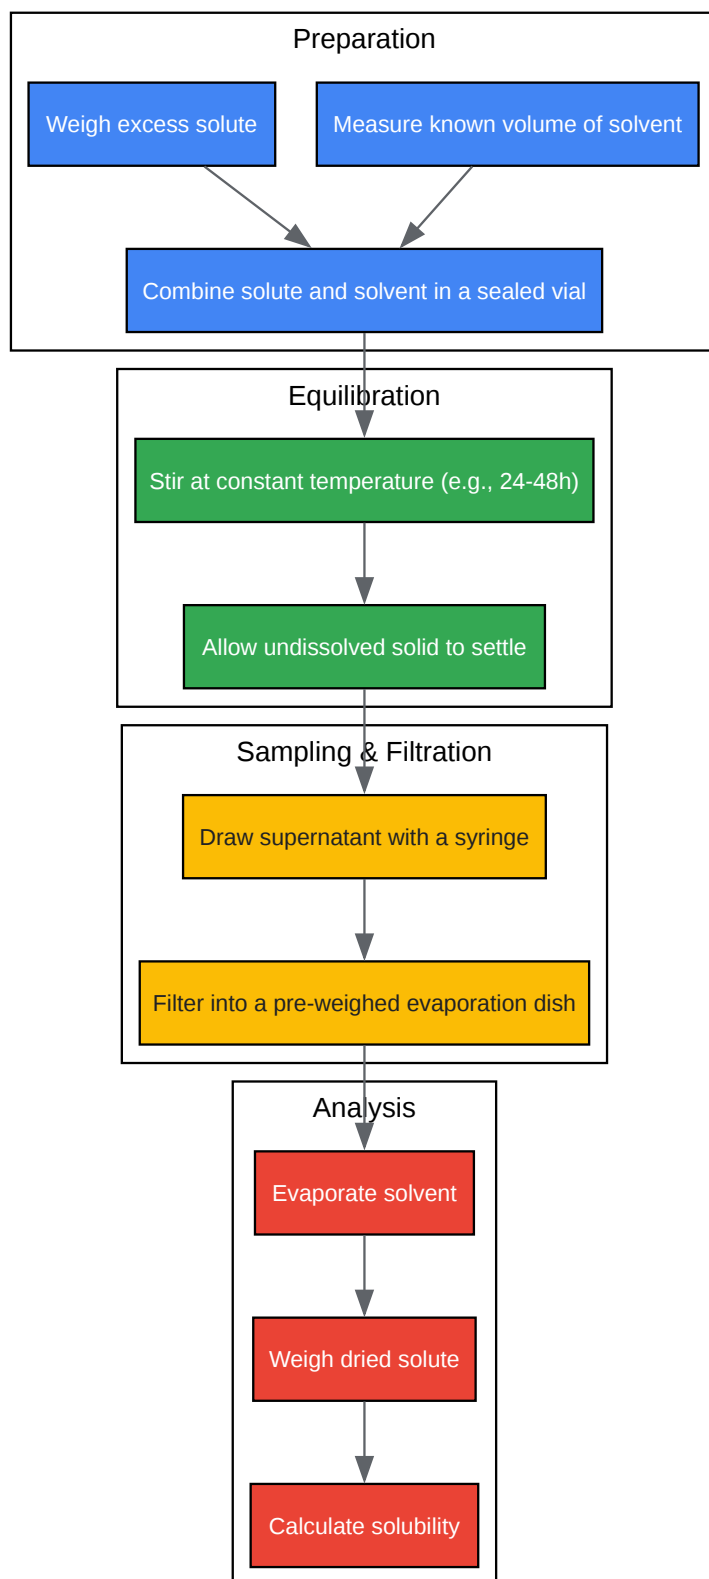 Preparation
Weigh excess solute
Measure known volume of solvent
Combine solute and solvent in a sealed vial
Equilibration
Stir at constant temperature (e.g., 24-48h)
Allow undissolved solid to settle
Sampling & Filtration
Draw supernatant with a syringe
Filter into a pre-weighed evaporation dish
Analysis
Evaporate solvent
Weigh dried solute
Calculate solubility